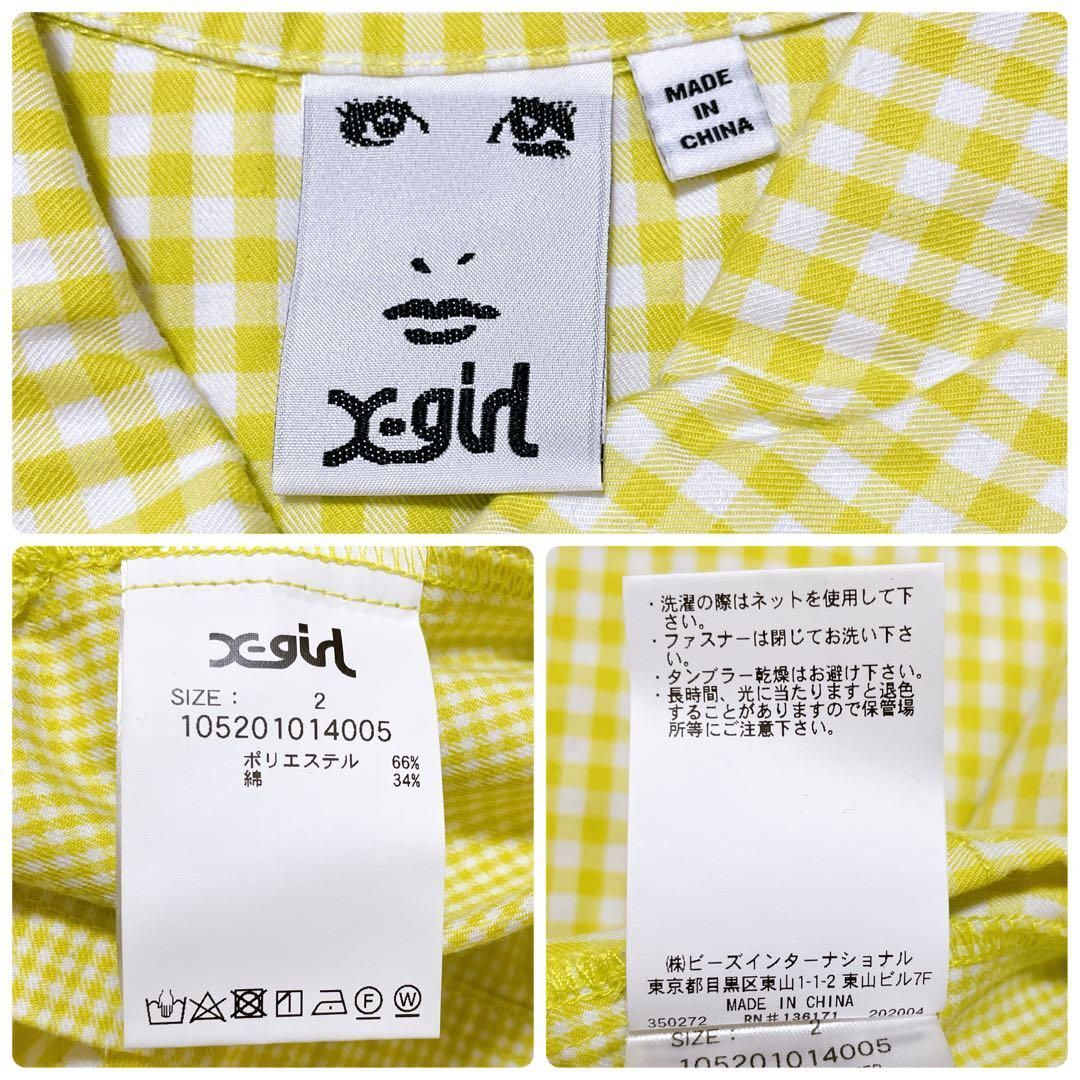 MADE
IN
CHINA
X-girl
X-girl
SIZE : 2
105201014005
ポリエステル 66%
綿 34%
F W
・洗濯の際はネットを使用して下
さい。
・ファスナーは閉じてお洗い下さ
い。
・タンブラー乾燥はお避け下さい。
・長時間、光に当たりますと退色
することがありますので保管場
所等にご注意下さい。
㈱ビーズインターナショナル
東京都目黒区東山1-1-2 東山ビル7F
MADE IN CHINA
350272 RN#136171 202004
SIZE : 2
105201014005